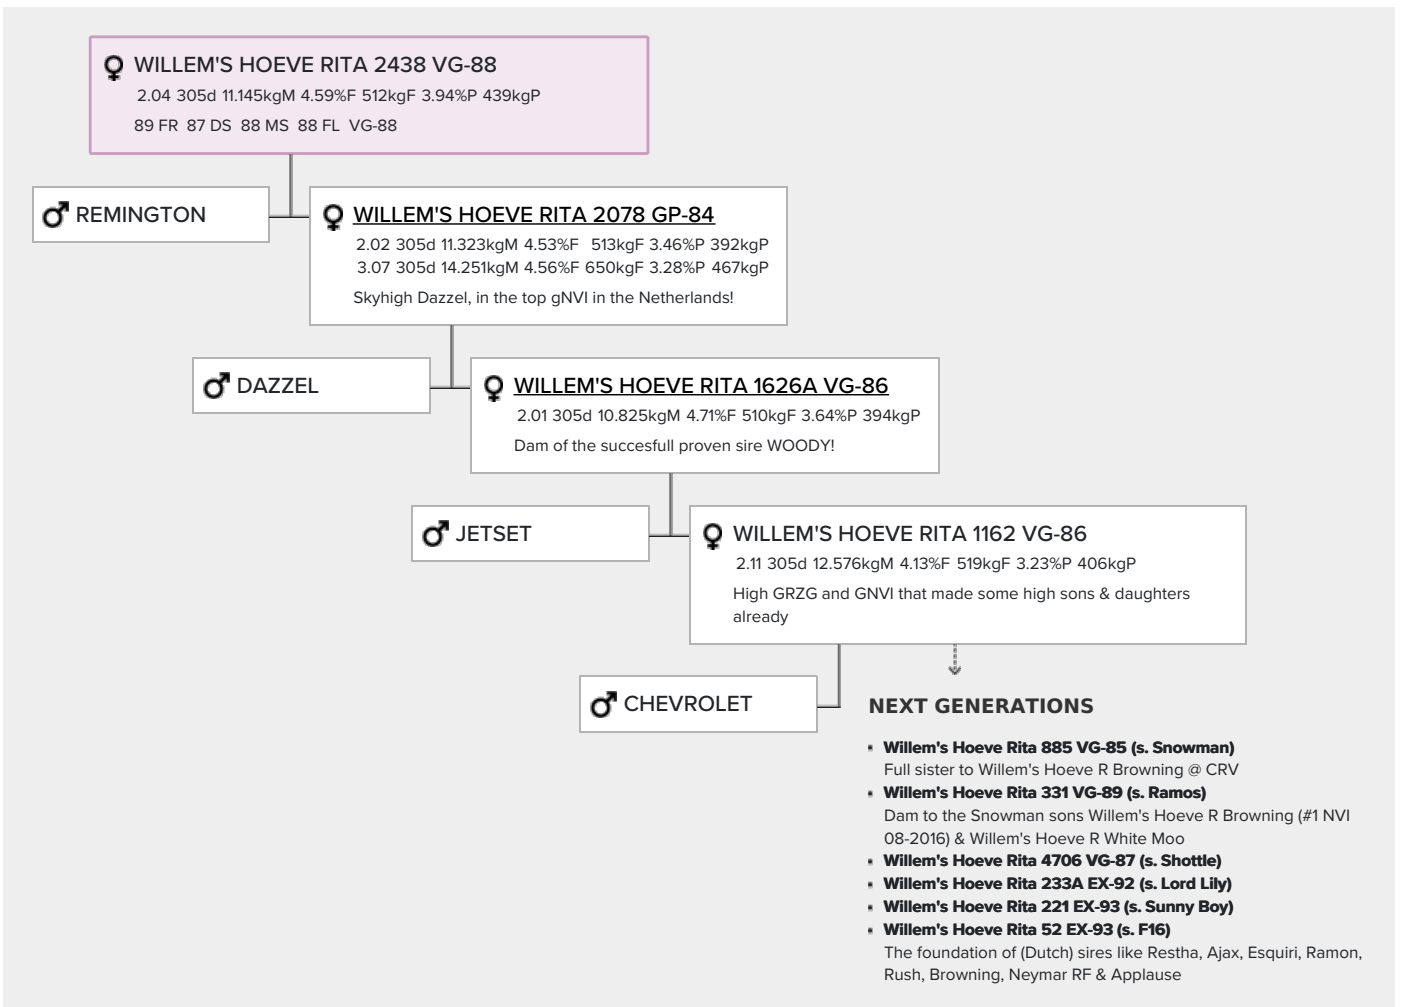 WILLEM'S HOEVE RITA 2438 VG-88
2.04 305d 11.145kgM 4.59%F 512kgF 3.94%P 439kgP
89 FR 87 DS 88 MS 88 FL VG-88
REMINGTON
WILLEM'S HOEVE RITA 2078 GP-84
2.02 305d 11.323kgM 4.53%F 513kgF 3.46%P 392kgP
3.07 305d 14.251kgM 4.56%F 650kgF 3.28%P 467kgP
Skyhigh Dazzel, in the top gNVI in the Netherlands!
DAZZEL
WILLEM'S HOEVE RITA 1626A VG-86
2.01 305d 10.825kgM 4.71%F 510kgF 3.64%P 394kgP
Dam of the succesfull proven sire WOODY!
JETSET
WILLEM'S HOEVE RITA 1162 VG-86
2.11 305d 12.576kgM 4.13%F 519kgF 3.23%P 406kgP
High GRZG and GNVI that made some high sons & daughters
already
CHEVROLET
NEXT GENERATIONS
Willem's Hoeve Rita 885 VG-85 (s. Snowman)
Full sister to Willem's Hoeve R Browning @ CRV
Willem's Hoeve Rita 331 VG-89 (s. Ramos)
Dam to the Snowman sons Willem's Hoeve R Browning (#1 NVI
08-2016) & Willem's Hoeve R White Moo
Willem's Hoeve Rita 4706 VG-87 (s. Shottle)
Willem's Hoeve Rita 233A EX-92 (s. Lord Lily)
Willem's Hoeve Rita 221 EX-93 (s. Sunny Boy)
Willem's Hoeve Rita 52 EX-93 (s. F16)
The foundation of (Dutch) sires like Restha, Ajax, Esquiri, Ramon,
Rush, Browning, Neymar RF & Applause